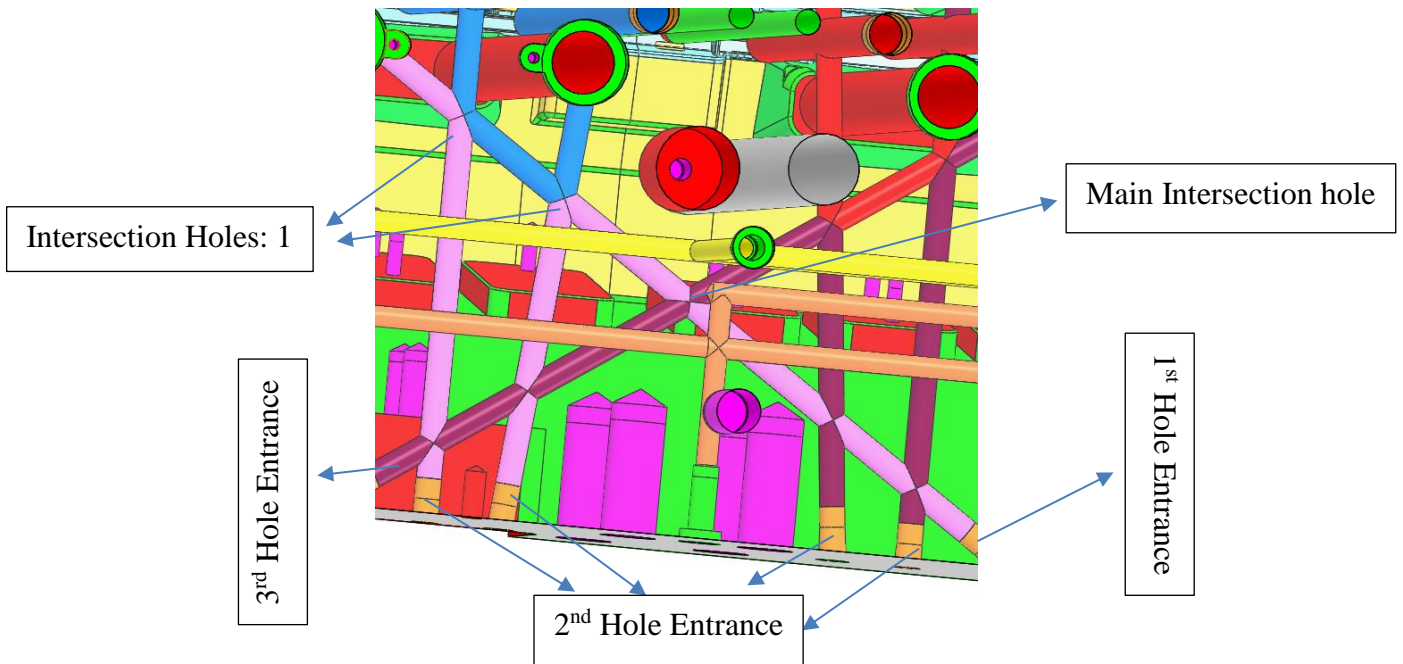 Main Intersection hole
Intersection Holes: 1
3rd Hole Entrance
1st Hole Entrance
2nd Hole Entrance